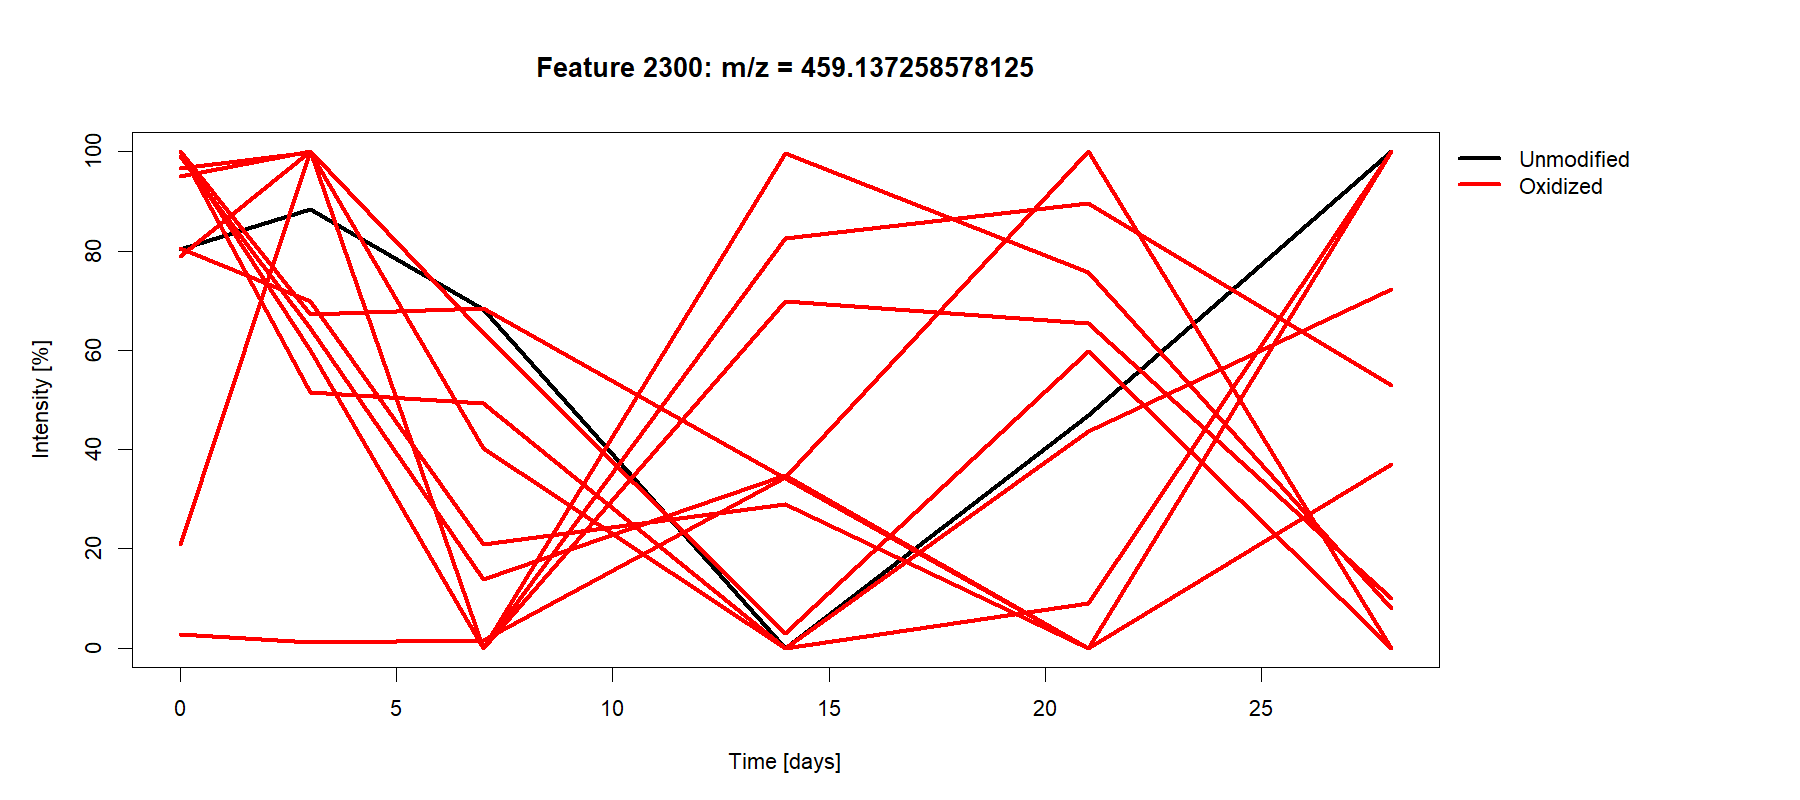 Feature 2300: m/z = 459.137258578125
Unmodified
Oxidized
Intensity [%]
100
80
60
40
20
0
0 5 10 15 20 25
Time [days]